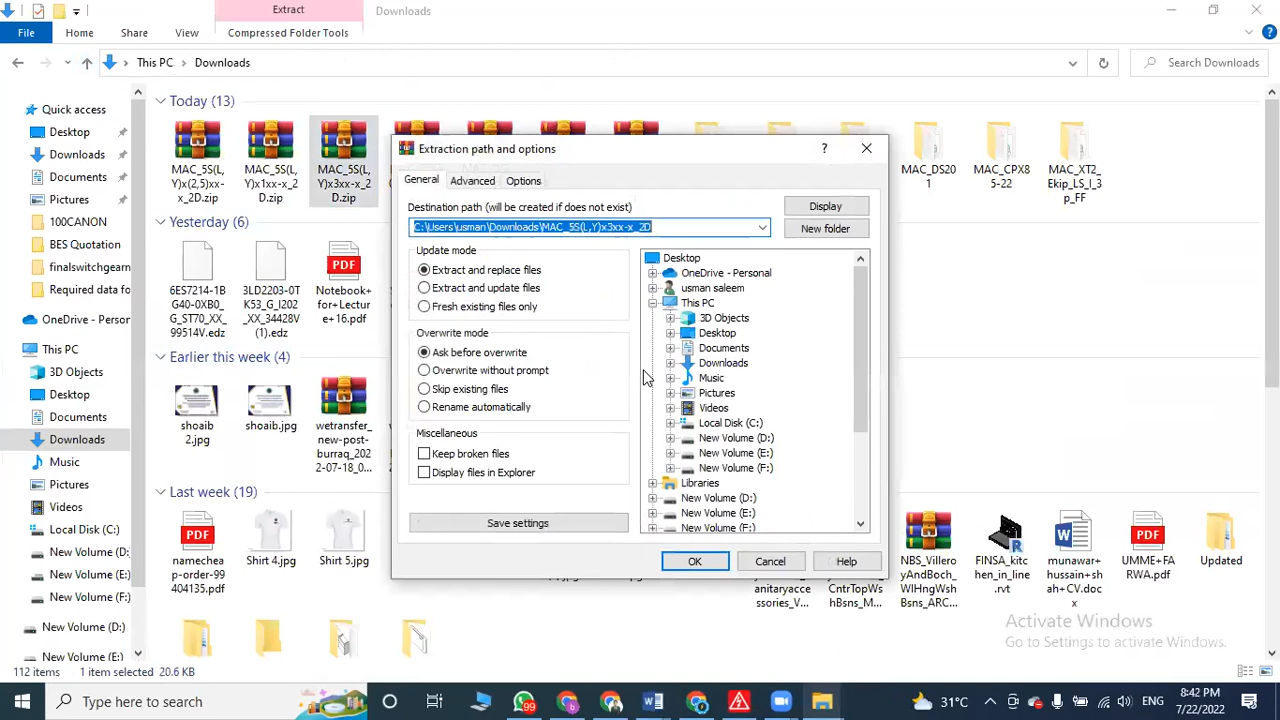 Extract
Downloads
File
Home
Share
View
Compressed Folder Tools
This PC
Downloads
Search Downloads
Quick access
Desktop
Downloads
Documents
Pictures
100CANON
BES Quotation
finalswitchgearn
Required data fo
OneDrive - Person
This PC
3D Objects
Desktop
Documents
Downloads
Music
Pictures
Videos
Local Disk (C:)
New Volume (D:
New Volume (E:)
New Volume (F:)
New Volume (D:)
New Volume (E:)
Today (13)
MAC_5S(L,
Y)x(2,5)xx-
x_2D.zip
MAC_5S(L,
Y)x1xx-x_2
D.zip
MAC_5S(L,
Y)x3xx-x_2
D.zip
MAC_DS20
1
MAC_CPX85-22
MAC_XT2_
Ekip_LS_I_3
p_FF
Yesterday (6)
6ES7214-1B
G40-0XB0_
G_ST70_XX_
99514V.edz
3LD2203-0T
K53_G_I202
_XX_34428V
(1).edz
Notebook+
for+Lectur
e+16.pdf
Earlier this week (4)
shoaib
2.jpg
shoaib.jpg
wetransfer_
new-post-
burraq_202
2-07-18_0...
Last week (19)
namecheap
-order-99
404135.pdf
Shirt 4.jpg
Shirt 5.jpg
NBS_Villero
yAndBoch_
WlHngWsh
Bsns_ARC...
FINSA_kitc
hen_in_line
.rvt
munawar+
hussain+sh
ah+CV.doc
x
UMME+FA
RWA.pdf
Updated
Extraction path and options
?
General
Advanced
Options
Destination path (will be created if does not exist)
C:\Users\usman\Downloads\MAC_5S(L,Y)x3xx-x_2D
Display
New folder
Update mode
Extract and replace files
Extract and update files
Fresh existing files only
Overwrite mode
Ask before overwrite
Overwrite without prompt
Skip existing files
Rename automatically
Miscellaneous
Keep broken files
Display files in Explorer
Save settings
Desktop
OneDrive - Personal
usman saleem
This PC
3D Objects
Desktop
Documents
Downloads
Music
Pictures
Videos
Local Disk (C:)
New Volume (D:)
New Volume (E:)
New Volume (F:)
Libraries
New Volume (D:)
New Volume (E:)
New Volume (F:)
OK
Cancel
Help
Activate Windows
Go to Settings to activate Windows.
112 items
1 item selected 20.6 KB
Type here to search
99
31°C
ENG
8:42 PM
7/22/2022